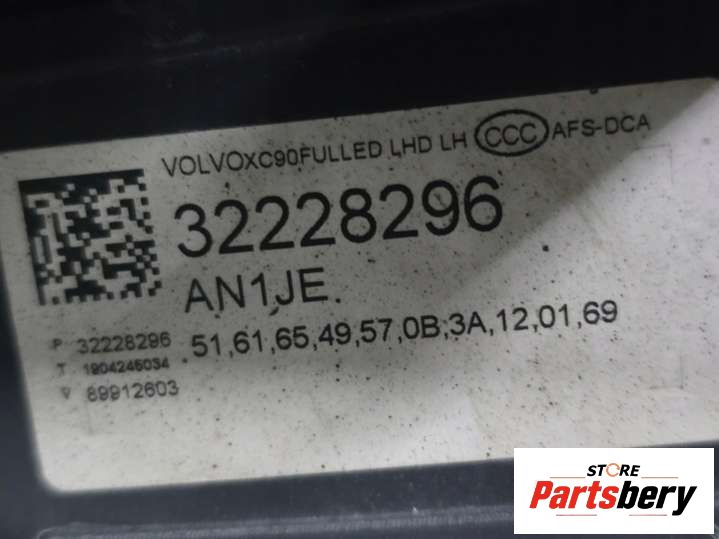 VOLVOXC90FULLED LHD LH CCC AFS-DCA
32228296
AN1JE.
51,61,65,49,57,0B,3A,12,01,69
P 32228296
T 1904245034
V 89912603
STORE
Partsbery